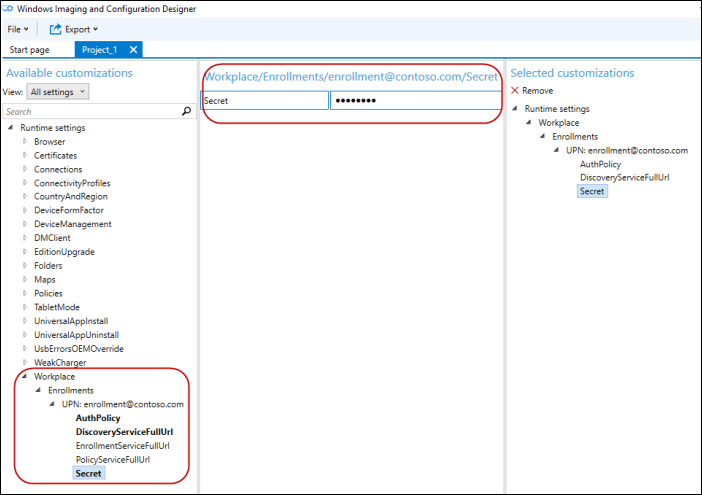 Windows Imaging and Configuration Designer
File
Export
Start page
Project_1
Available customizations
View: All settings
Search
Runtime settings
Browser
Certificates
Connections
ConnectivityProfiles
CountryAndRegion
DeviceFormFactor
DeviceManagement
DMClient
EditionUpgrade
Folders
Maps
Policies
TabletMode
UniversalAppInstall
UniversalAppUninstall
UsbErrorsOEMOverride
WeakCharger
Workplace
Enrollments
UPN: enrollment@contoso.com
AuthPolicy
DiscoveryServiceFullUrl
EnrollmentServiceFullUrl
PolicyServiceFullUrl
Secret
Workplace/Enrollments/enrollment@contoso.com/Secret
Secret ●●●●●●●●
Selected customizations
Remove
Runtime settings
Workplace
Enrollments
UPN: enrollment@contoso.com
AuthPolicy
DiscoveryServiceFullUrl
Secret